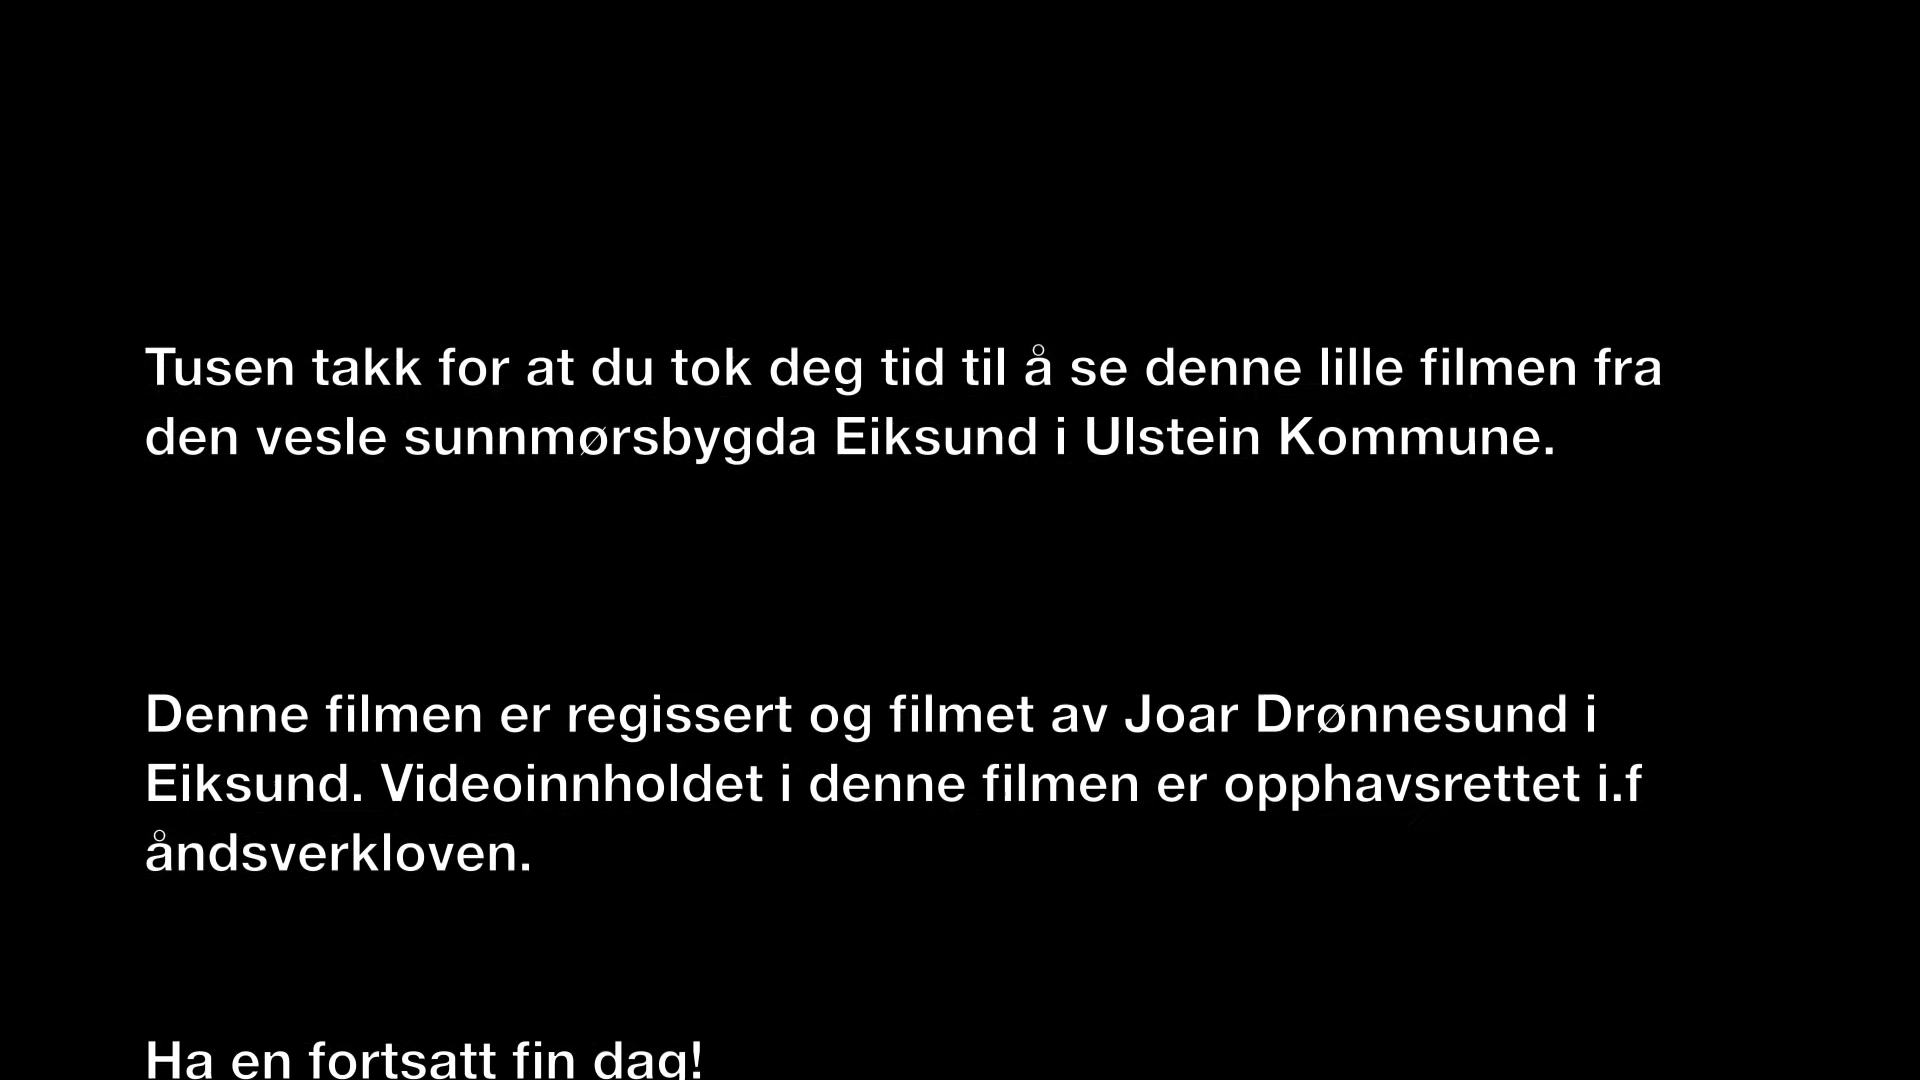 Tusen takk for at du tok deg tid til å se denne lille filmen fra
den vesle sunnmørsbygda Eiksund i Ulstein Kommune.
Denne filmen er regissert og filmet av Joar Drønnesund i
Eiksund. Videoinnholdet i denne filmen er opphavsrettet i.f
åndsverkloven.
Ha en fortsatt fin dag!